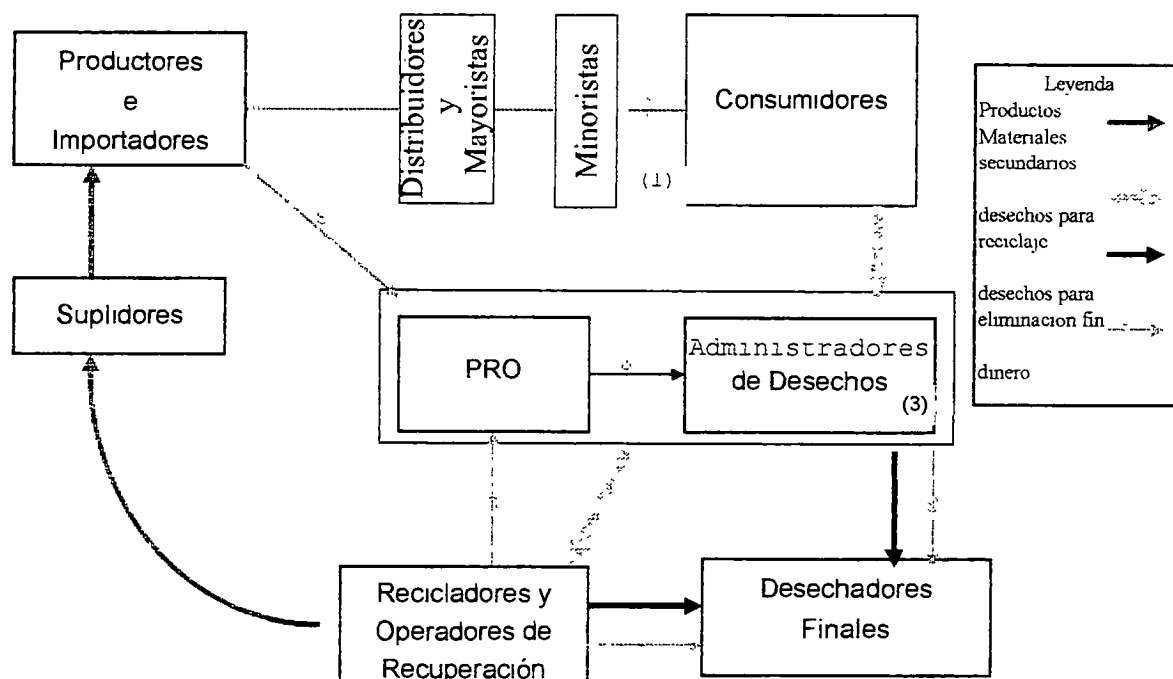 Productores
e
Importadores
Distribuidores
y
Mayoristas
Minoristas
(1)
Consumidores
Leyenda
Productos
Materiales
secundarios
desechos para
reciclaje
desechos para
eliminacion fin
dinero
Suplidores
PRO
Administradores
de Desechos
(3)
Recicladores y
Operadores de
Recuperación
Desechadores
Finales